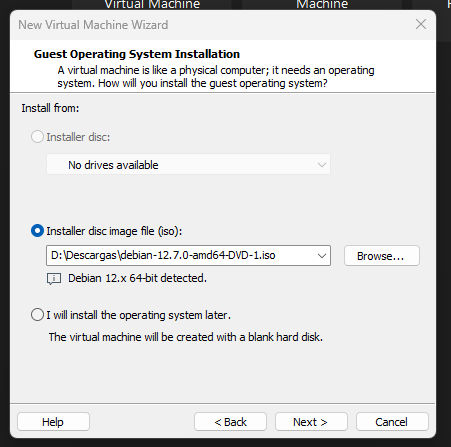 Virtual Machine
Machine
New Virtual Machine Wizard
Guest Operating System Installation
A virtual machine is like a physical computer; it needs an operating
system. How will you install the guest operating system?
Install from:
Installer disc:
No drives available
Installer disc image file (iso):
D:\Descargas\debian-12.7.0-amd64-DVD-1.iso
Browse...
Debian 12.x 64-bit detected.
I will install the operating system later.
The virtual machine will be created with a blank hard disk.
Help
< Back
Next >
Cancel